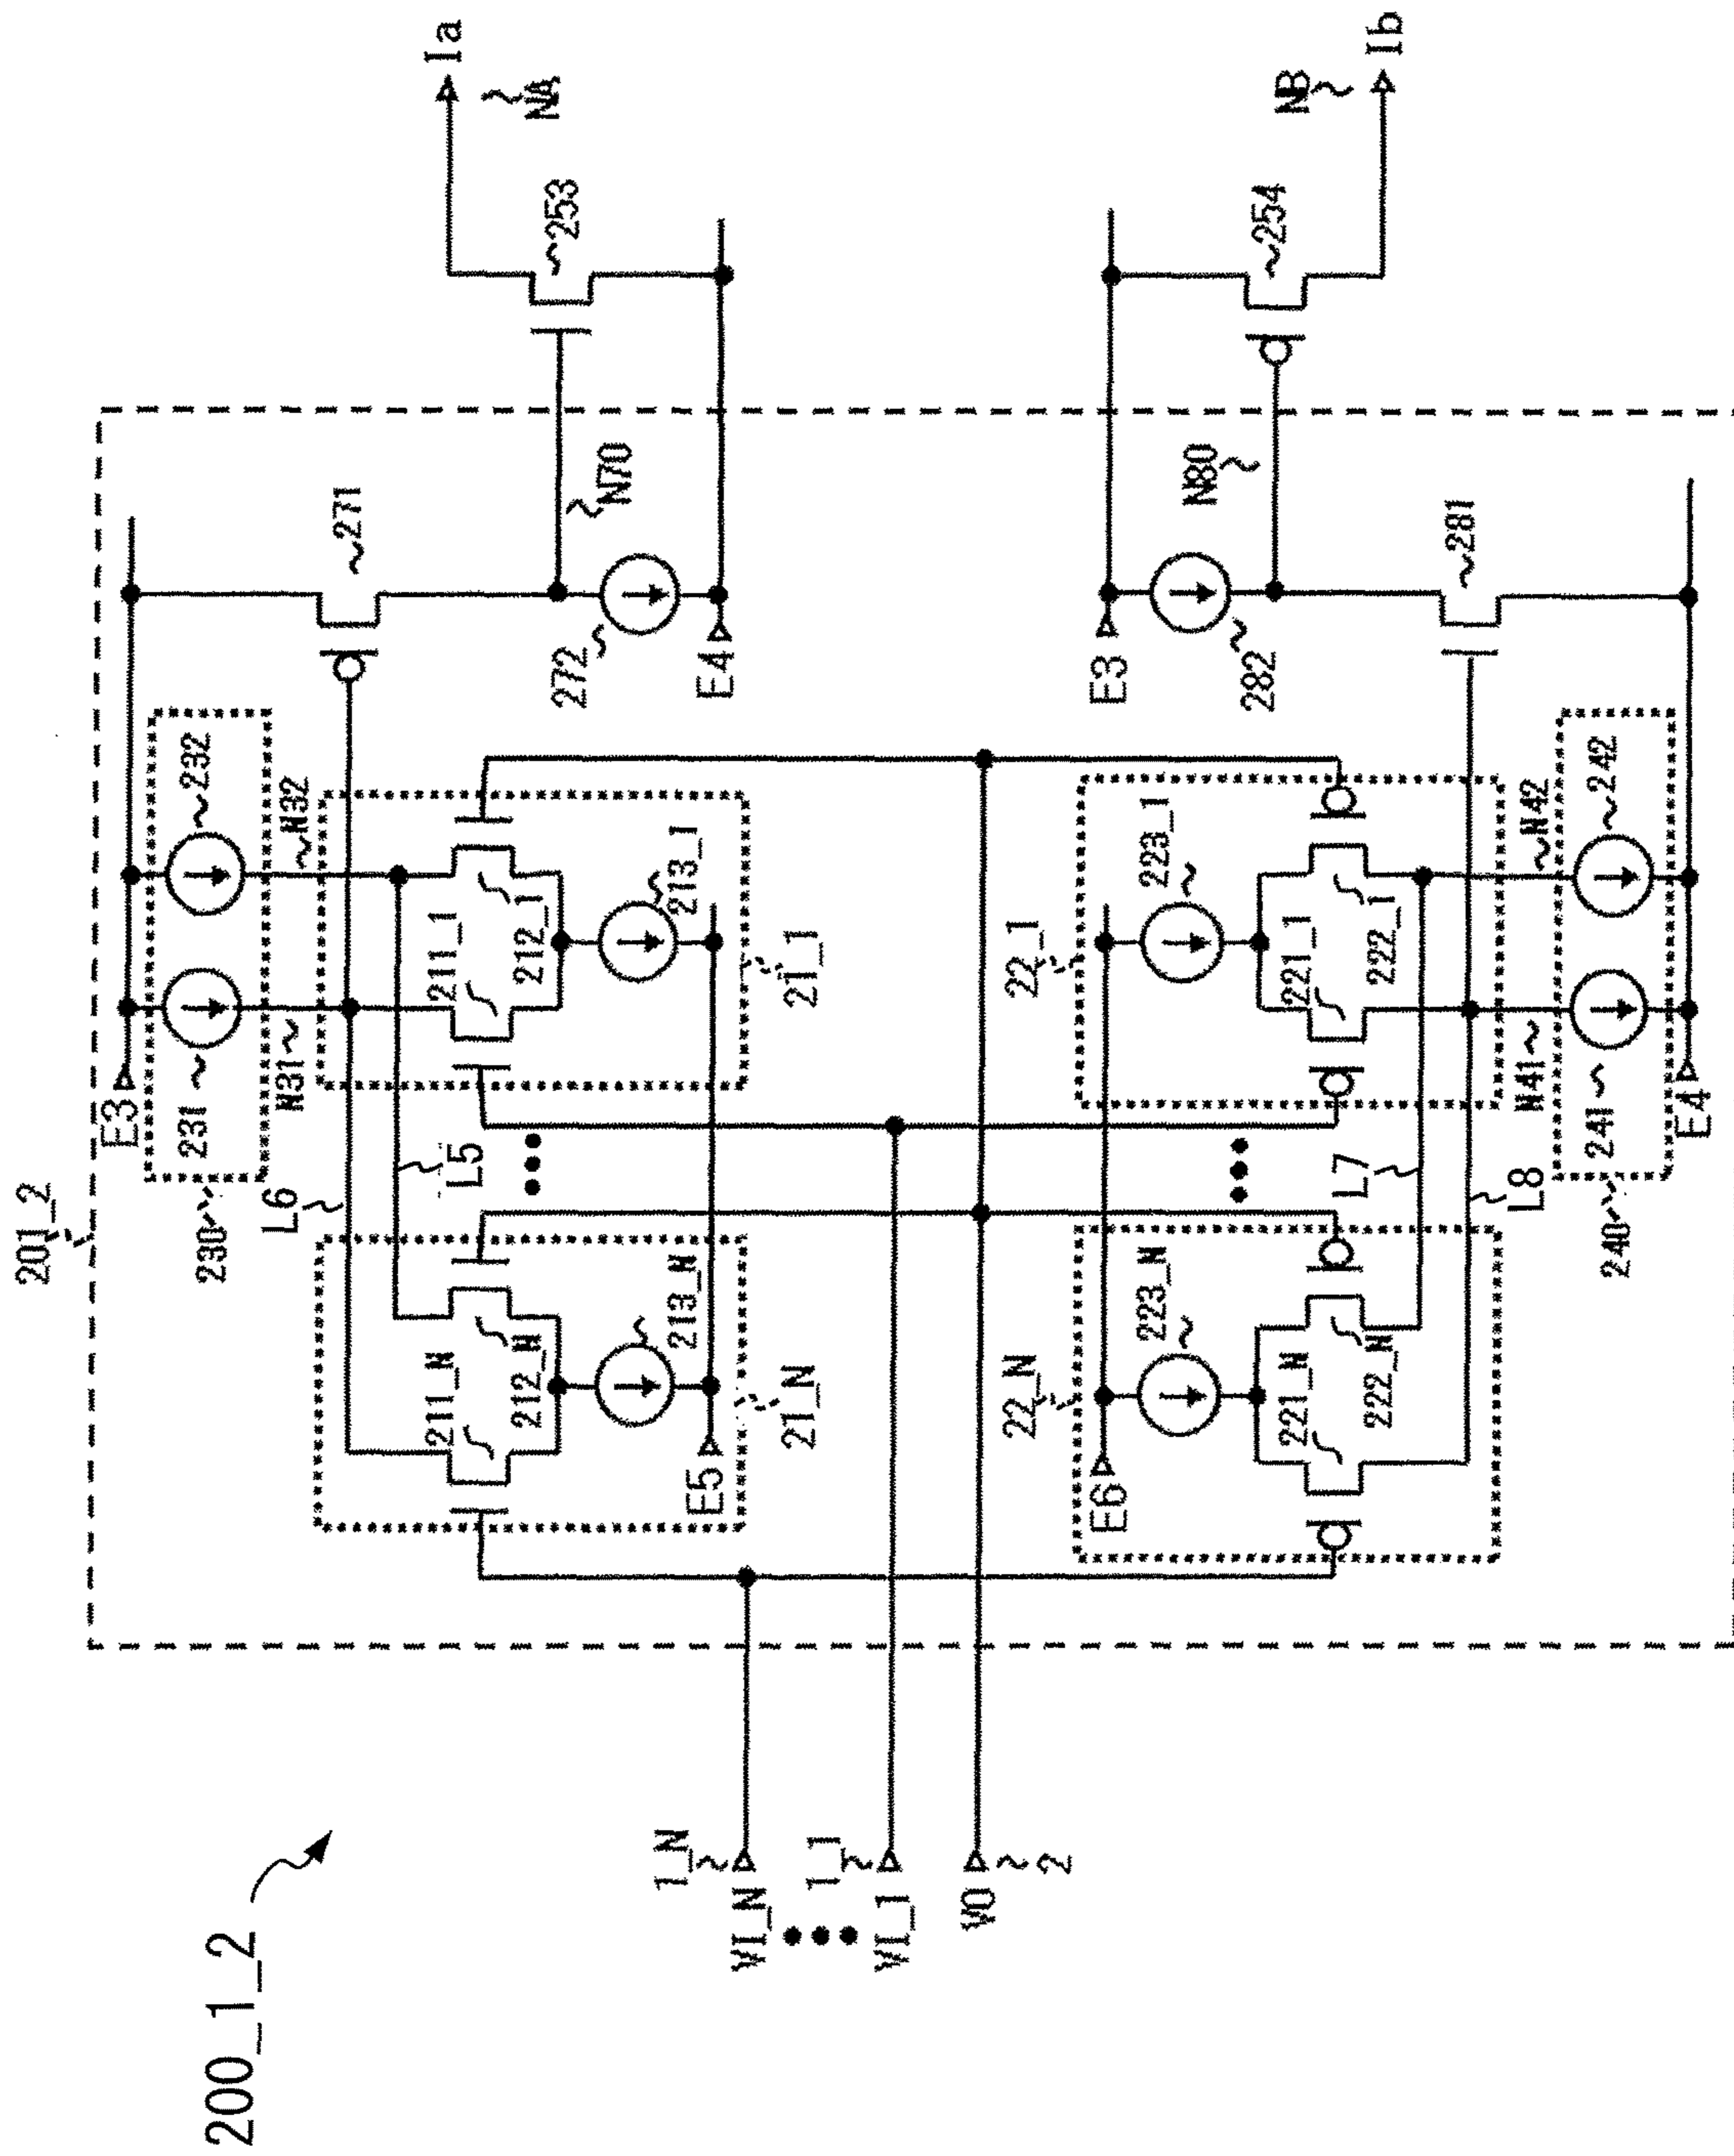 200_1_2
201_2
E3
231
232
230
N31
N32
L6
L5
271
211_N
212_N
213_N
21_N
E5
211_1
212_1
213_1
21_1
272
E4
N70
253
Ia
NA
VI_N
1_N
VI_1
1_1
VO
2
E6
223_N
22_N
221_N
222_N
223_1
22_1
221_1
222_1
L7
L8
N41
N42
241
242
240
E4
E3
282
281
N80
254
NB
Ib